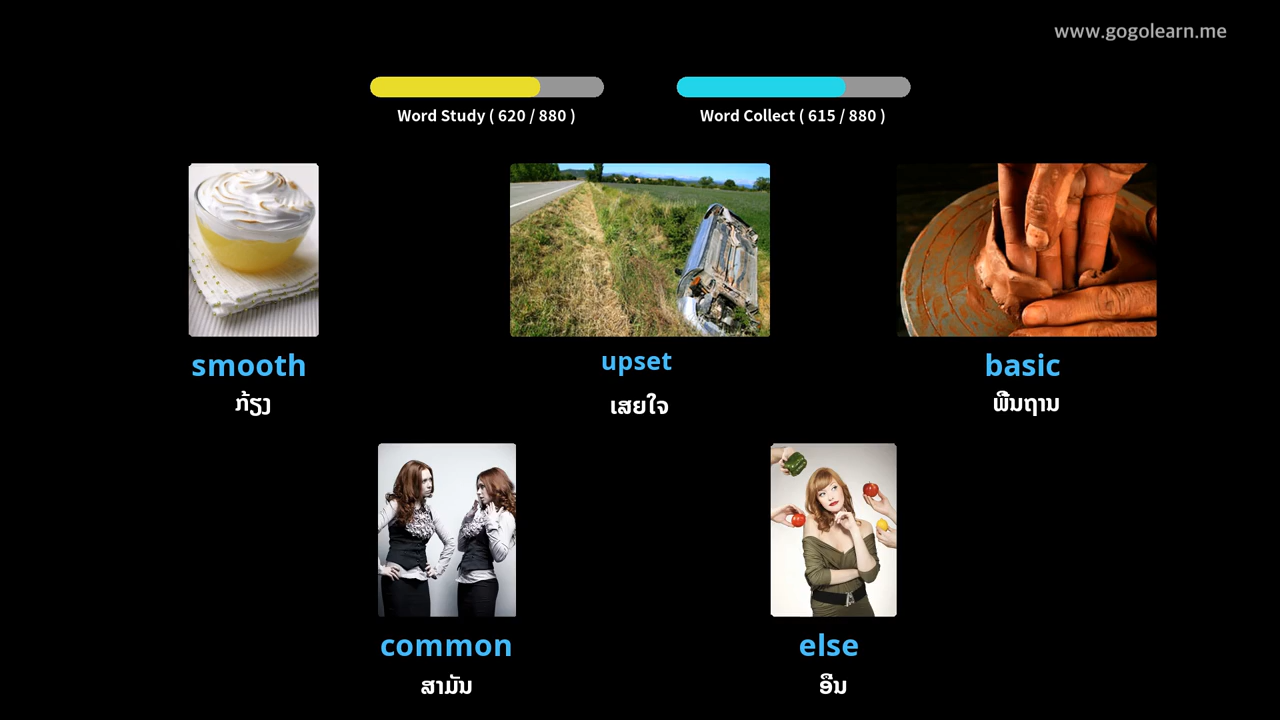 www.gogolearn.me
Word Study ( 620 / 880 )
Word Collect ( 615 / 880 )
smooth
ກ້ຽງ
upset
ເສຍໃຈ
basic
ພື້ນຖານ
common
ສາມັນ
else
ອື່ນ